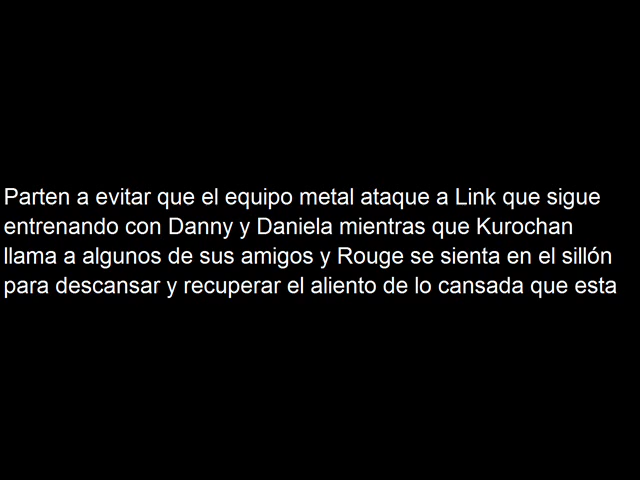 Parten a evitar que el equipo metal ataque a Link que sigue
entrenando con Danny y Daniela mientras que Kurochan
llama a algunos de sus amigos y Rouge se sienta en el sillón
para descansar y recuperar el aliento de lo cansada que esta